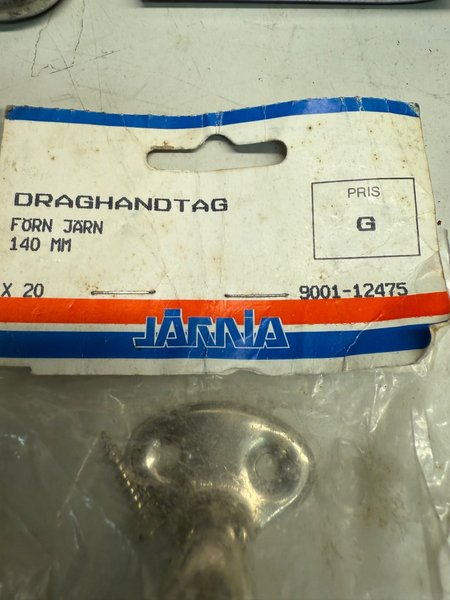 DRAGHANDTAG
FÖRN JÄRN
140 MM
PRIS
G
X 20
9001-12475
JÄRNIA